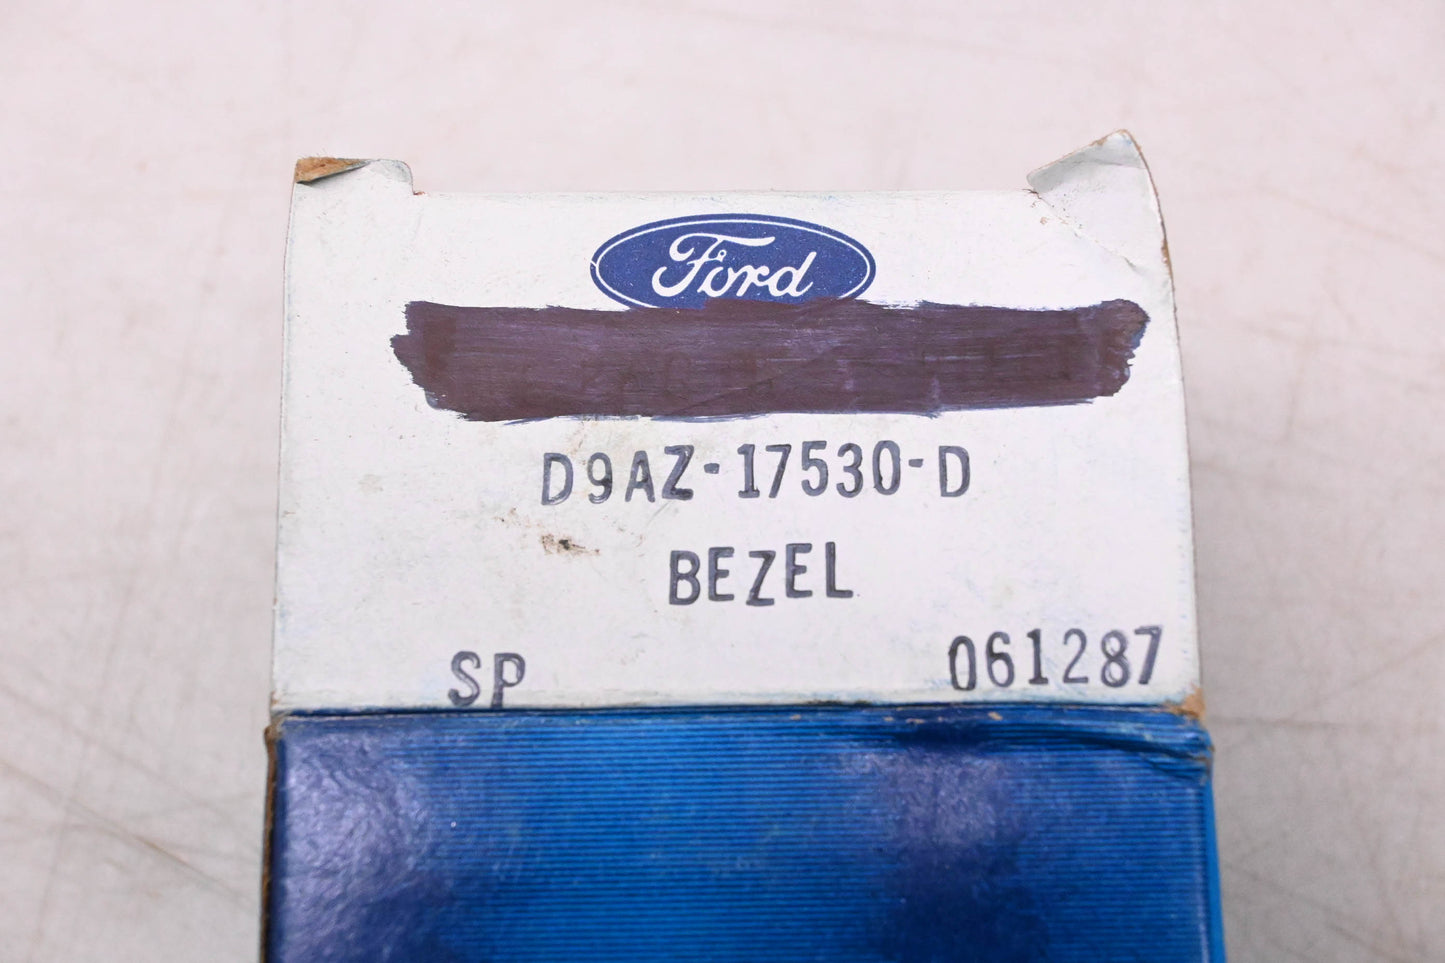 Ford
D9AZ-17530-D
BEZEL
SP 061287